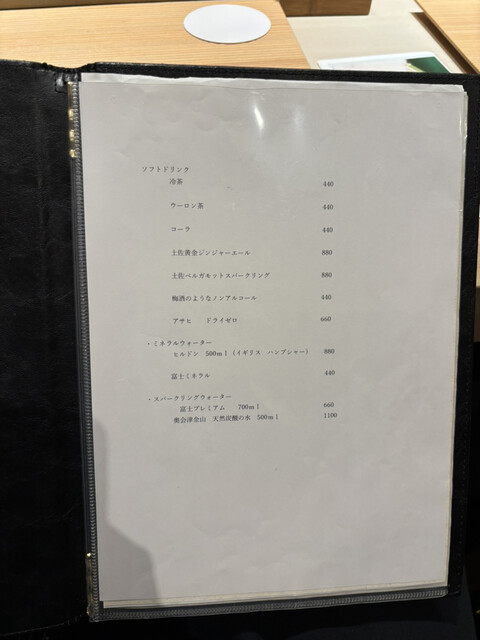 ソフトドリンク
冷茶 440
ウーロン茶 440
コーラ 440
土佐黄金ジンジャーエール 880
土佐ベルガモットスパークリング 880
梅酒のようなノンアルコール 440
アサヒ　ドライゼロ 660
・ミネラルウォーター
ヒルドン　500ml（イギリス　ハンプシャー） 880
富士ミネラル 440
・スパークリングウォーター
富士プレミアム　700ml 660
奥会津金山　天然炭酸の水　500ml 1100